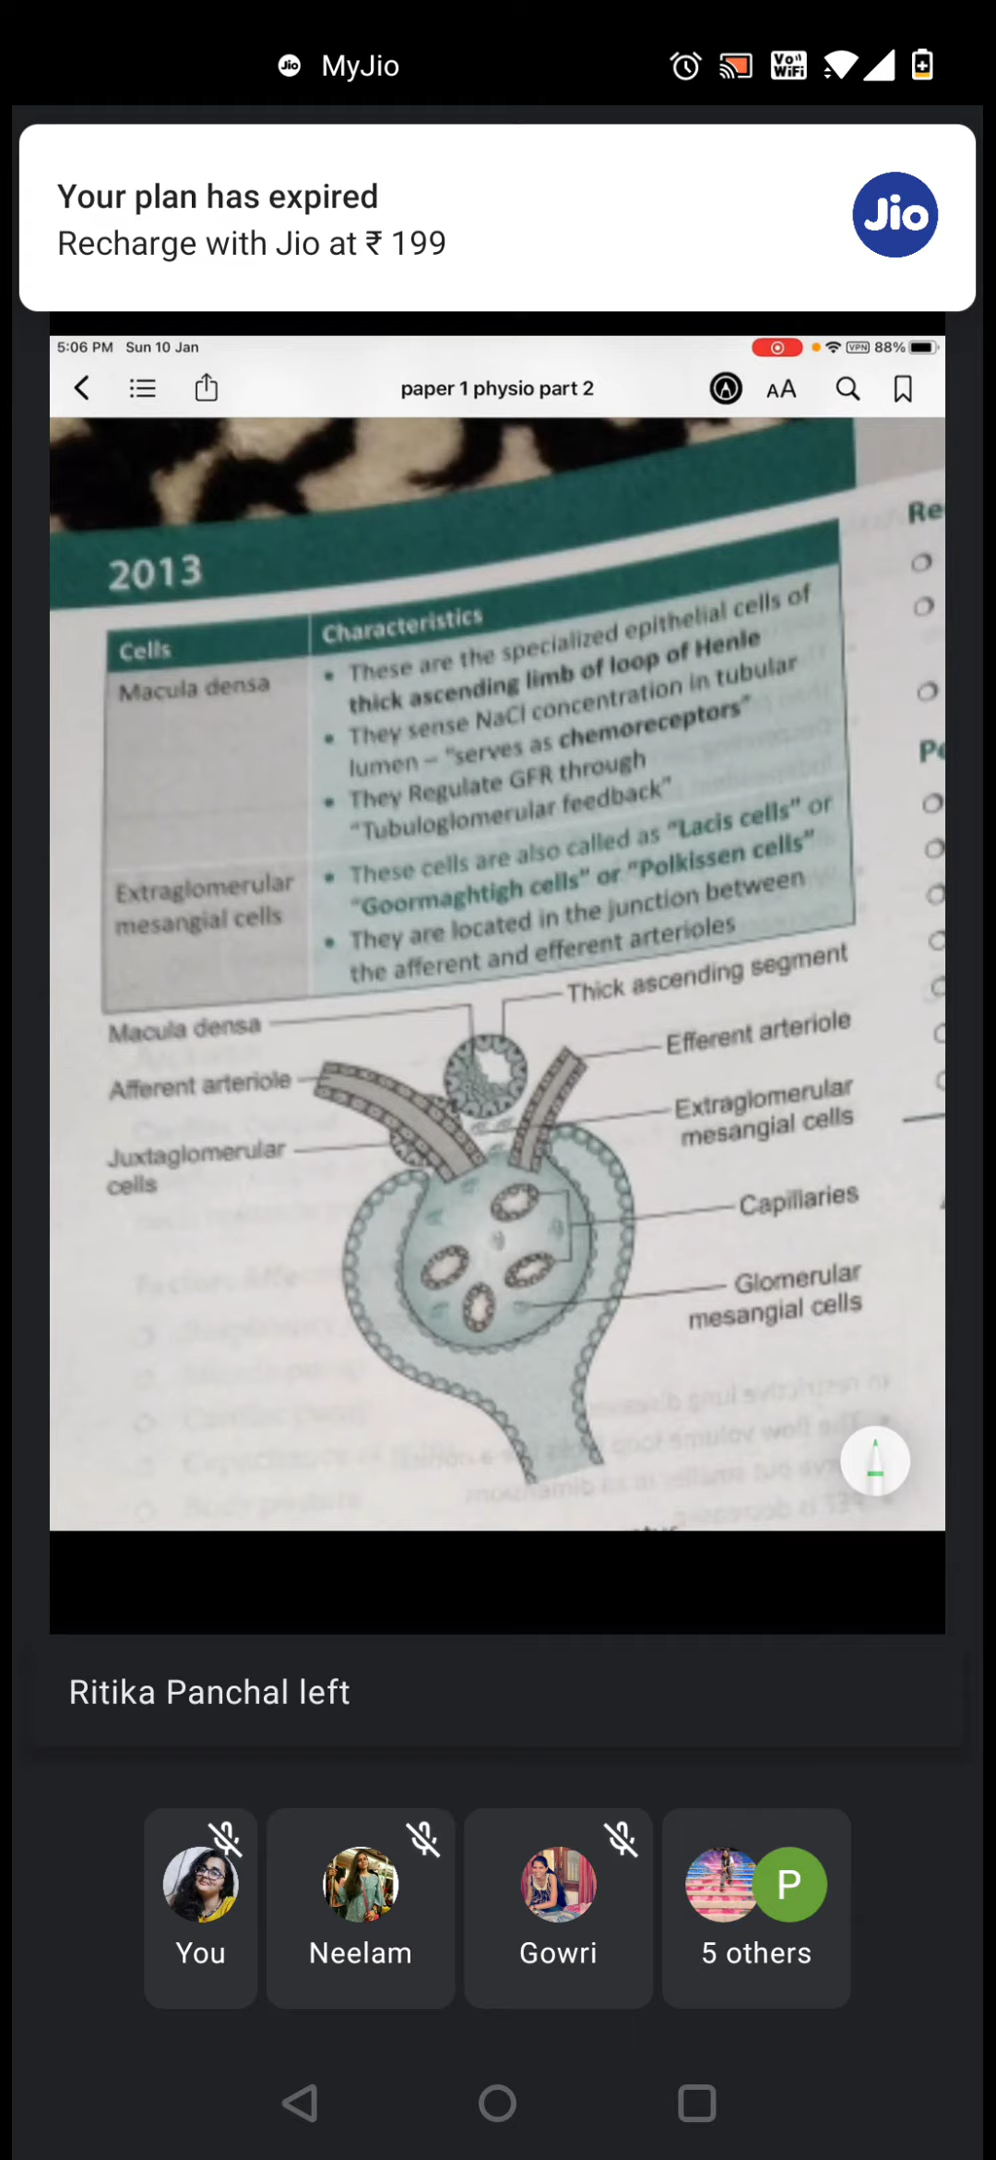 Jio MyJio
Vo WiFi
Your plan has expired
Recharge with Jio at ₹ 199
Jio
5:06 PM Sun 10 Jan
VPN 88%
paper 1 physio part 2
AA
2013
Re
Cells
Characteristics
Macula densa
• These are the specialized epithelial cells of
thick ascending limb of loop of Henle
• They sense NaCl concentration in tubular
lumen – "serves as chemoreceptors"
• They Regulate GFR through
"Tubuloglomerular feedback"
Extraglomerular
mesangial cells
• These cells are also called as "Lacis cells" or
"Goormaghtigh cells" or "Polkissen cells"
• They are located in the junction between
the afferent and efferent arterioles
Macula densa
Thick ascending segment
Afferent arteriole
Efferent arteriole
Juxtaglomerular
cells
Extraglomerular
mesangial cells
Capillaries
Glomerular
mesangial cells
Ritika Panchal left
P
You
Neelam
Gowri
5 others